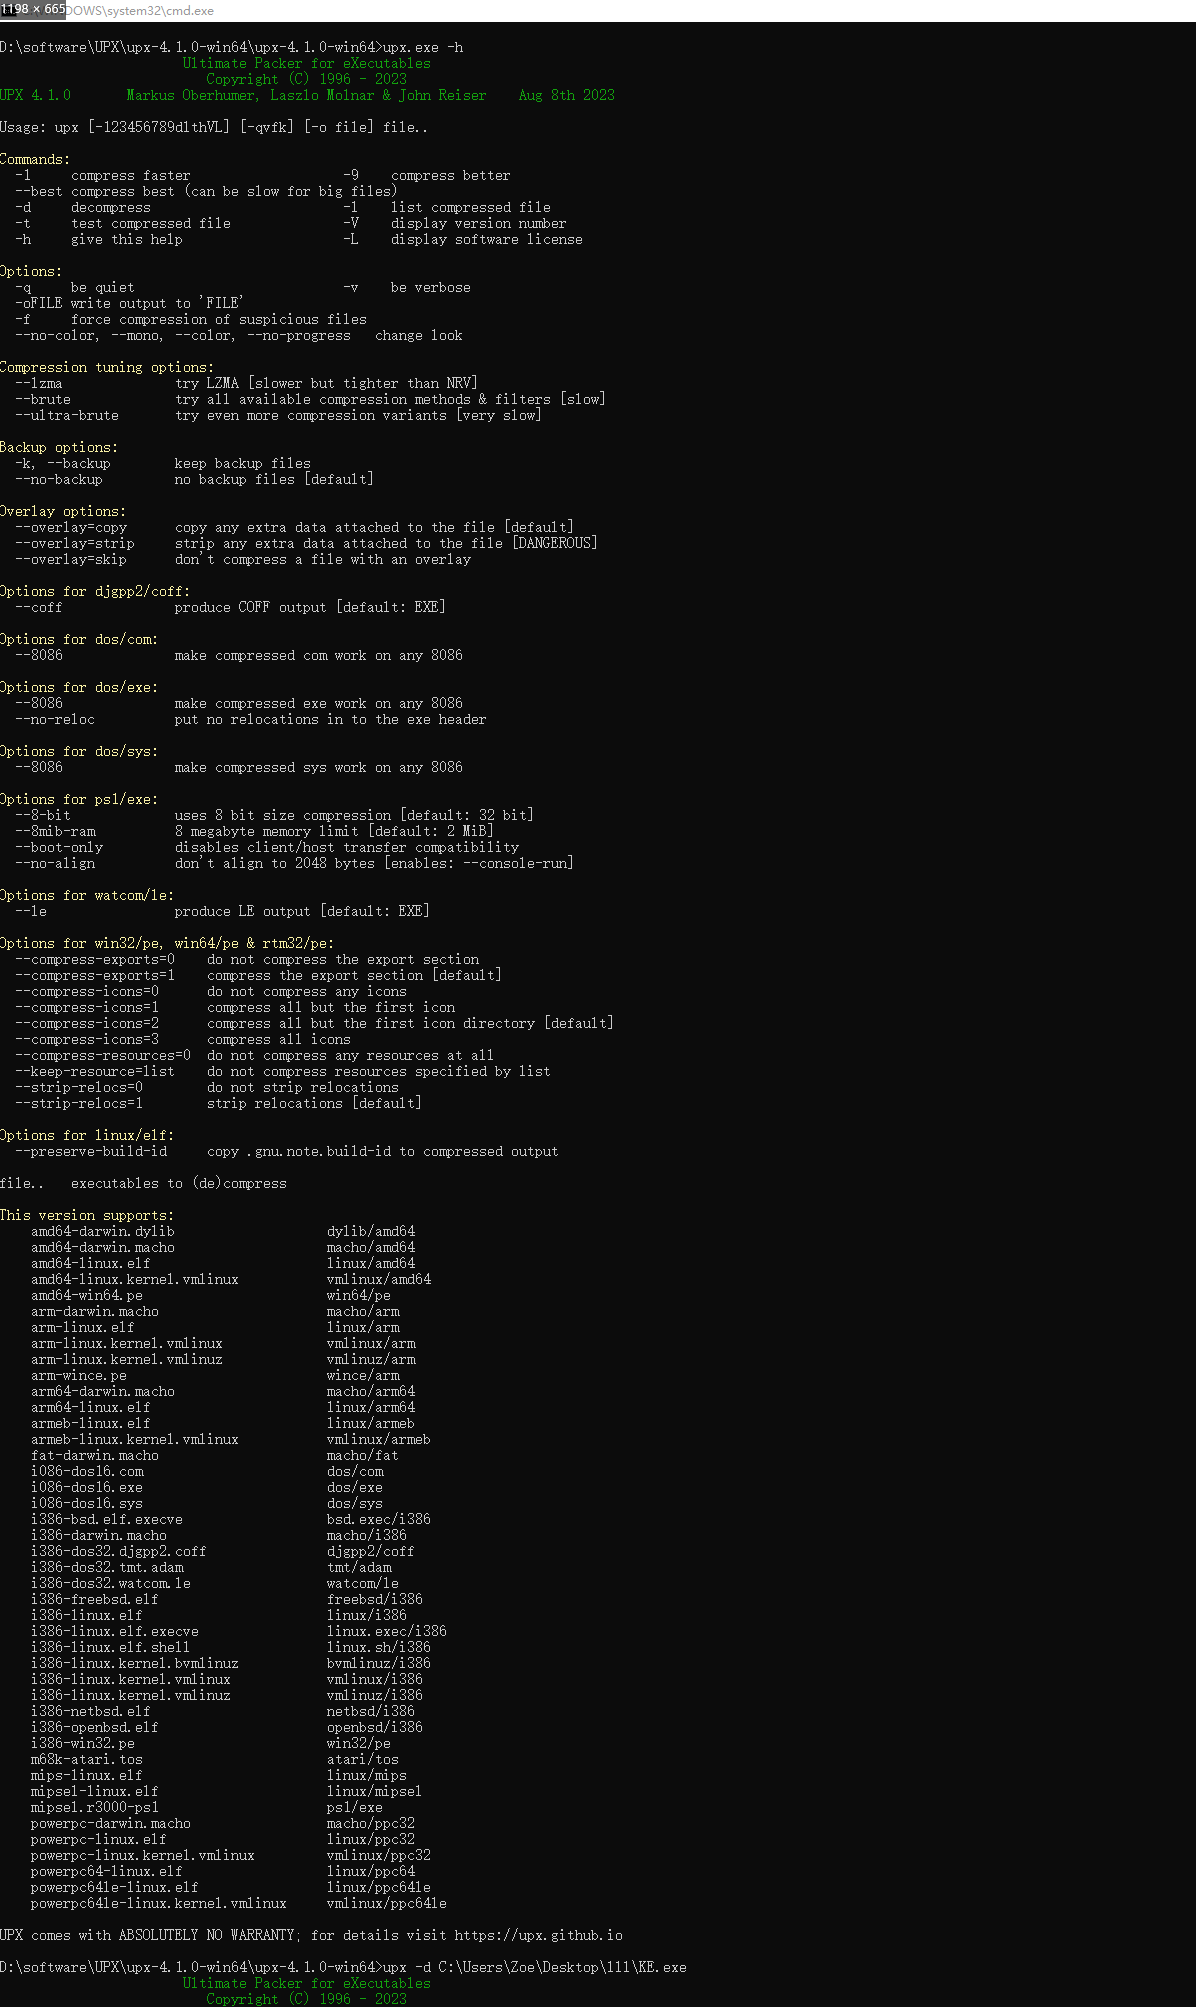 1198 × 665
DOWS\system32\cmd.exe
D:\software\UPX\upx-4.1.0-win64\upx-4.1.0-win64>upx.exe -h
Ultimate Packer for eXecutables
Copyright (C) 1996 - 2023
UPX 4.1.0       Markus Oberhumer, Laszlo Molnar & John Reiser    Aug 8th 2023
Usage: upx [-123456789dlthVL] [-qvfk] [-o file] file..
Commands:
-1     compress faster                   -9    compress better
--best compress best (can be slow for big files)
-d     decompress                        -l    list compressed file
-t     test compressed file              -V    display version number
-h     give this help                    -L    display software license
Options:
-q     be quiet                          -v    be verbose
-oFILE write output to 'FILE'
-f     force compression of suspicious files
--no-color, --mono, --color, --no-progress   change look
Compression tuning options:
--lzma              try LZMA [slower but tighter than NRV]
--brute             try all available compression methods & filters [slow]
--ultra-brute       try even more compression variants [very slow]
Backup options:
-k, --backup        keep backup files
--no-backup         no backup files [default]
Overlay options:
--overlay=copy      copy any extra data attached to the file [default]
--overlay=strip     strip any extra data attached to the file [DANGEROUS]
--overlay=skip      don't compress a file with an overlay
Options for djgpp2/coff:
--coff              produce COFF output [default: EXE]
Options for dos/com:
--8086              make compressed com work on any 8086
Options for dos/exe:
--8086              make compressed exe work on any 8086
--no-reloc          put no relocations in to the exe header
Options for dos/sys:
--8086              make compressed sys work on any 8086
Options for ps1/exe:
--8-bit             uses 8 bit size compression [default: 32 bit]
--8mib-ram          8 megabyte memory limit [default: 2 MiB]
--boot-only         disables client/host transfer compatibility
--no-align          don't align to 2048 bytes [enables: --console-run]
Options for watcom/le:
--le                produce LE output [default: EXE]
Options for win32/pe, win64/pe & rtm32/pe:
--compress-exports=0    do not compress the export section
--compress-exports=1    compress the export section [default]
--compress-icons=0      do not compress any icons
--compress-icons=1      compress all but the first icon
--compress-icons=2      compress all but the first icon directory [default]
--compress-icons=3      compress all icons
--compress-resources=0  do not compress any resources at all
--keep-resource=list    do not compress resources specified by list
--strip-relocs=0        do not strip relocations
--strip-relocs=1        strip relocations [default]
Options for linux/elf:
--preserve-build-id     copy .gnu.note.build-id to compressed output
file..   executables to (de)compress
This version supports:
amd64-darwin.dylib                   dylib/amd64
amd64-darwin.macho                   macho/amd64
amd64-linux.elf                      linux/amd64
amd64-linux.kernel.vmlinux           vmlinux/amd64
amd64-win64.pe                       win64/pe
arm-darwin.macho                     macho/arm
arm-linux.elf                        linux/arm
arm-linux.kernel.vmlinux             vmlinux/arm
arm-linux.kernel.vmlinuz             vmlinuz/arm
arm-wince.pe                         wince/arm
arm64-darwin.macho                   macho/arm64
arm64-linux.elf                      linux/arm64
armeb-linux.elf                      linux/armeb
armeb-linux.kernel.vmlinux           vmlinux/armeb
fat-darwin.macho                     macho/fat
i086-dos16.com                       dos/com
i086-dos16.exe                       dos/exe
i086-dos16.sys                       dos/sys
i386-bsd.elf.execve                  bsd.exec/i386
i386-darwin.macho                    macho/i386
i386-dos32.djgpp2.coff               djgpp2/coff
i386-dos32.tmt.adam                  tmt/adam
i386-dos32.watcom.le                 watcom/le
i386-freebsd.elf                     freebsd/i386
i386-linux.elf                       linux/i386
i386-linux.elf.execve                linux.exec/i386
i386-linux.elf.shell                 linux.sh/i386
i386-linux.kernel.bvmlinuz           bvmlinuz/i386
i386-linux.kernel.vmlinux            vmlinux/i386
i386-linux.kernel.vmlinuz            vmlinuz/i386
i386-netbsd.elf                      netbsd/i386
i386-openbsd.elf                     openbsd/i386
i386-win32.pe                        win32/pe
m68k-atari.tos                       atari/tos
mips-linux.elf                       linux/mips
mipsel-linux.elf                     linux/mipsel
mipsel.r3000-ps1                     ps1/exe
powerpc-darwin.macho                 macho/ppc32
powerpc-linux.elf                    linux/ppc32
powerpc-linux.kernel.vmlinux         vmlinux/ppc32
powerpc64-linux.elf                  linux/ppc64
powerpc64le-linux.elf                linux/ppc64le
powerpc64le-linux.kernel.vmlinux     vmlinux/ppc64le
UPX comes with ABSOLUTELY NO WARRANTY; for details visit https://upx.github.io
D:\software\UPX\upx-4.1.0-win64\upx-4.1.0-win64>upx -d C:\Users\Zoe\Desktop\111\KE.exe
Ultimate Packer for eXecutables
Copyright (C) 1996 - 2023